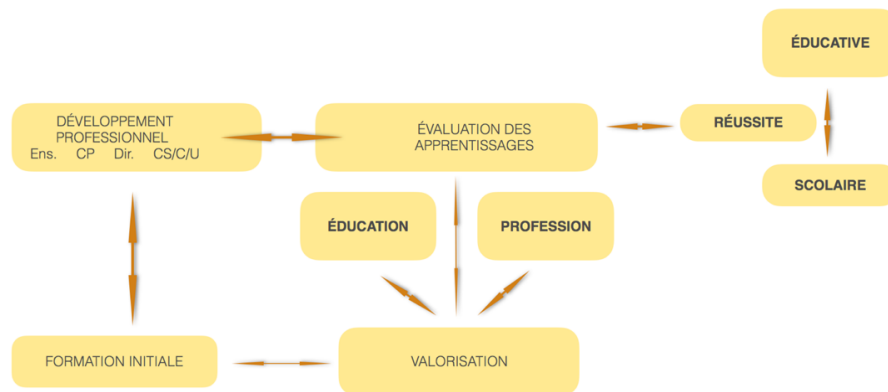 ÉDUCATIVE
DÉVELOPPEMENT
PROFESSIONNEL
Ens. CP Dir. CS/C/U
ÉVALUATION DES
APPRENTISSAGES
RÉUSSITE
SCOLAIRE
ÉDUCATION
PROFESSION
FORMATION INITIALE
VALORISATION